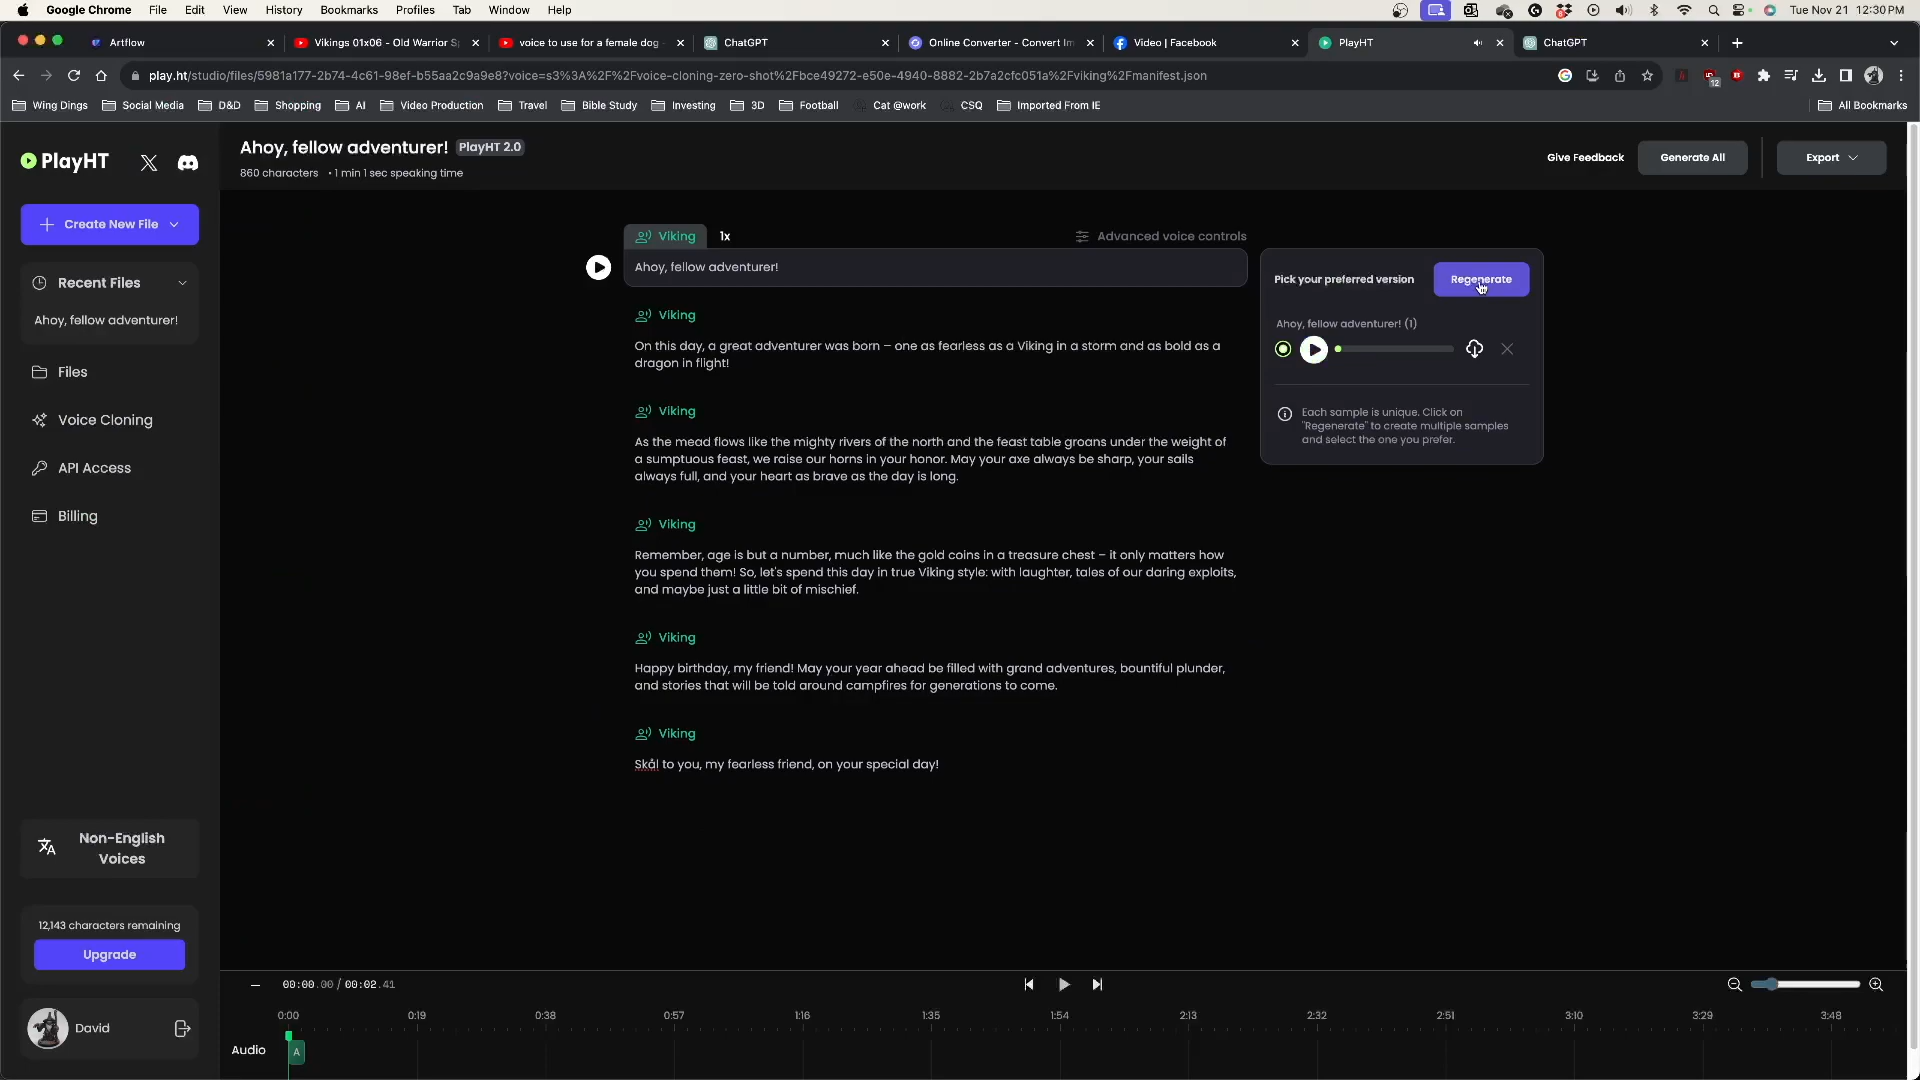 Google Chrome File Edit View History Bookmarks Profiles Tab Window Help Tue Nov 21 12:30 PM
Artflow Vikings 01x06 - Old Warrior Sp voice to use for a female dog - ChatGPT Online Converter - Convert Im Video | Facebook PlayHT ChatGPT
play.ht/studio/files/5981a177-2b74-4c61-98ef-b55aa2c9a9e8?voice=s3%3A%2F%2Fvoice-cloning-zero-shot%2Fbce49272-e50e-4940-8882-2b7a2cfc051a%2Fviking%2Fmanifest.json
12
Wing Dings Social Media D&D Shopping AI Video Production Travel Bible Study Investing 3D Football Cat @work CSQ Imported From IE All Bookmarks
PlayHT
Ahoy, fellow adventurer! PlayHT 2.0
860 characters • 1 min 1 sec speaking time
Give Feedback Generate All Export
Create New File
Recent Files
Ahoy, fellow adventurer!
Files
Voice Cloning
API Access
Billing
Non-English
Voices
12,143 characters remaining
Upgrade
David
Viking 1x Advanced voice controls
Ahoy, fellow adventurer!
Viking
On this day, a great adventurer was born – one as fearless as a Viking in a storm and as bold as a
dragon in flight!
Viking
As the mead flows like the mighty rivers of the north and the feast table groans under the weight of
a sumptuous feast, we raise our horns in your honor. May your axe always be sharp, your sails
always full, and your heart as brave as the day is long.
Viking
Remember, age is but a number, much like the gold coins in a treasure chest – it only matters how
you spend them! So, let's spend this day in true Viking style: with laughter, tales of our daring exploits,
and maybe just a little bit of mischief.
Viking
Happy birthday, my friend! May your year ahead be filled with grand adventures, bountiful plunder,
and stories that will be told around campfires for generations to come.
Viking
Skål to you, my fearless friend, on your special day!
Pick your preferred version Regenerate
Ahoy, fellow adventurer! (1)
Each sample is unique. Click on
"Regenerate" to create multiple samples
and select the one you prefer.
00:00.00 / 00:02.41
0:00 0:19 0:38 0:57 1:16 1:35 1:54 2:13 2:32 2:51 3:10 3:29 3:48
Audio A